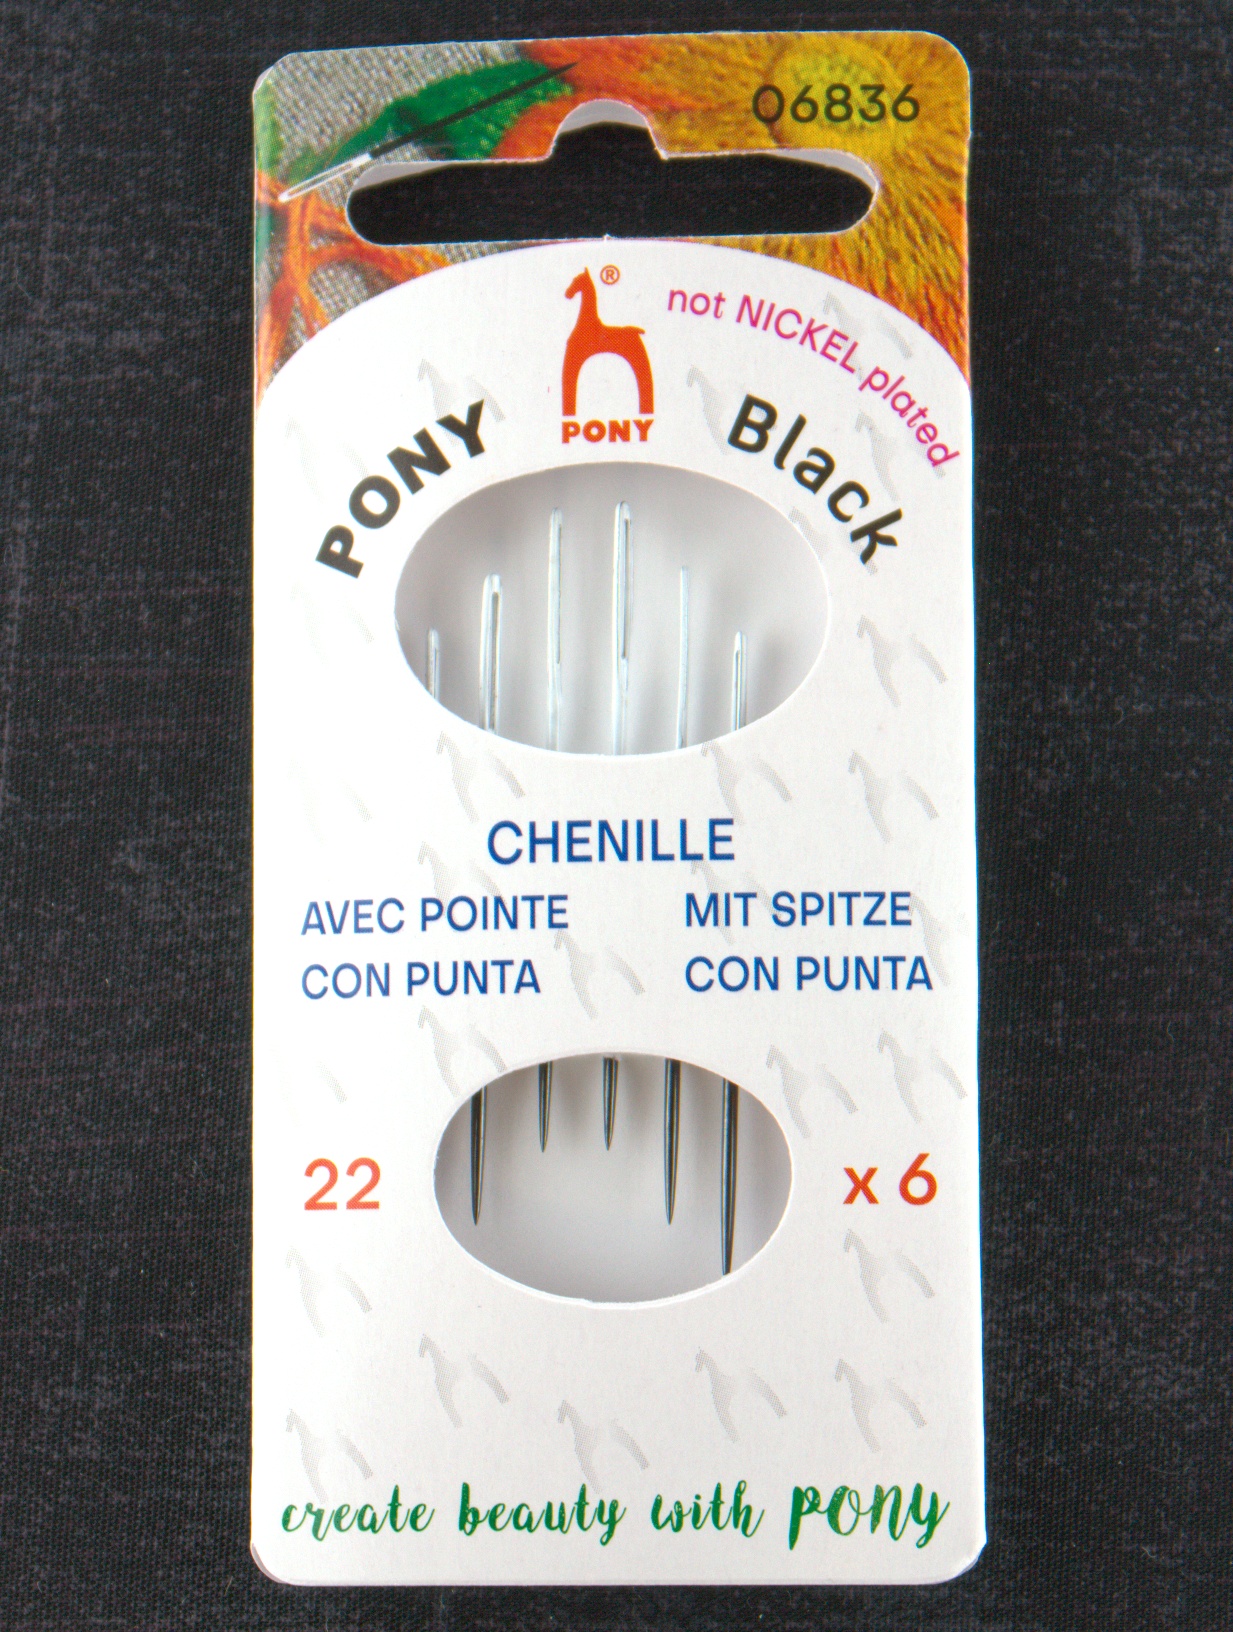 06836
®
PONY
not NICKEL plated
PONY Black
CHENILLE
AVEC POINTE
MIT SPITZE
CON PUNTA
CON PUNTA
22
x 6
create beauty with PONY